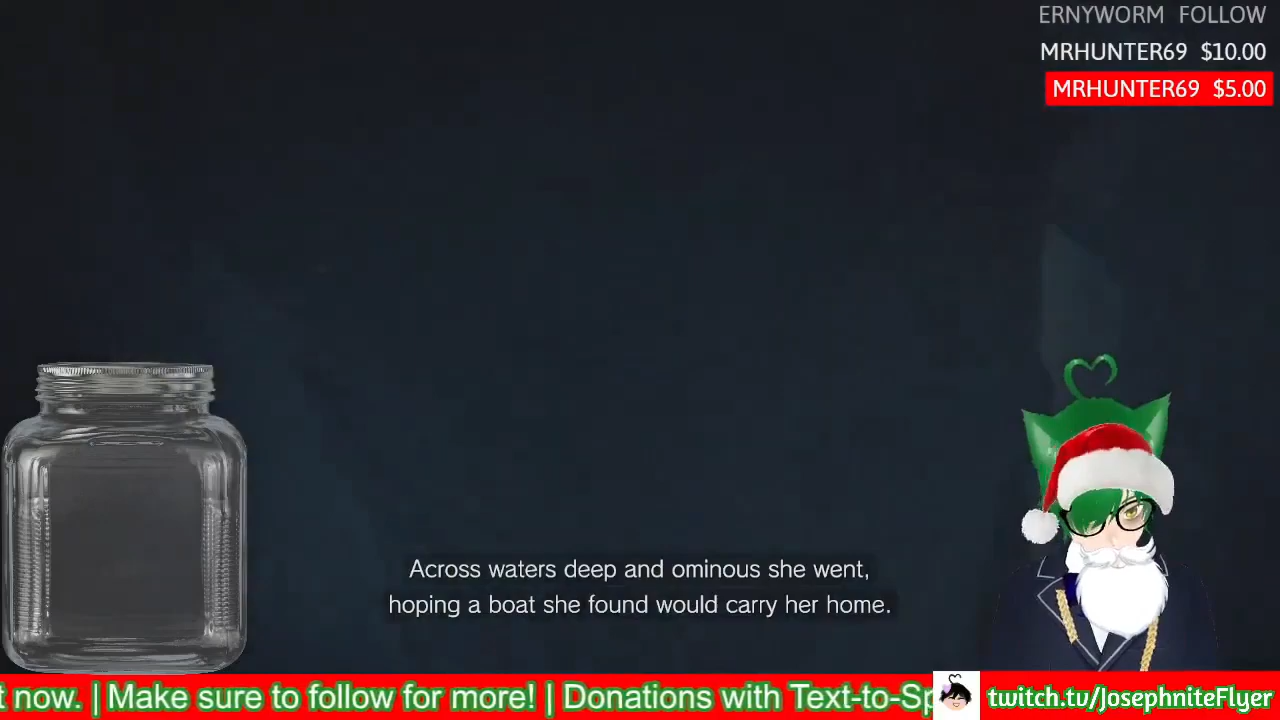 ERNYWORM FOLLOW
MRHUNTER69 $10.00
MRHUNTER69 $5.00
Across waters deep and ominous she went,
hoping a boat she found would carry her home.
t now. | Make sure to follow for more! | Donations with Text-to-Sp
twitch.tv/JosephniteFlyer